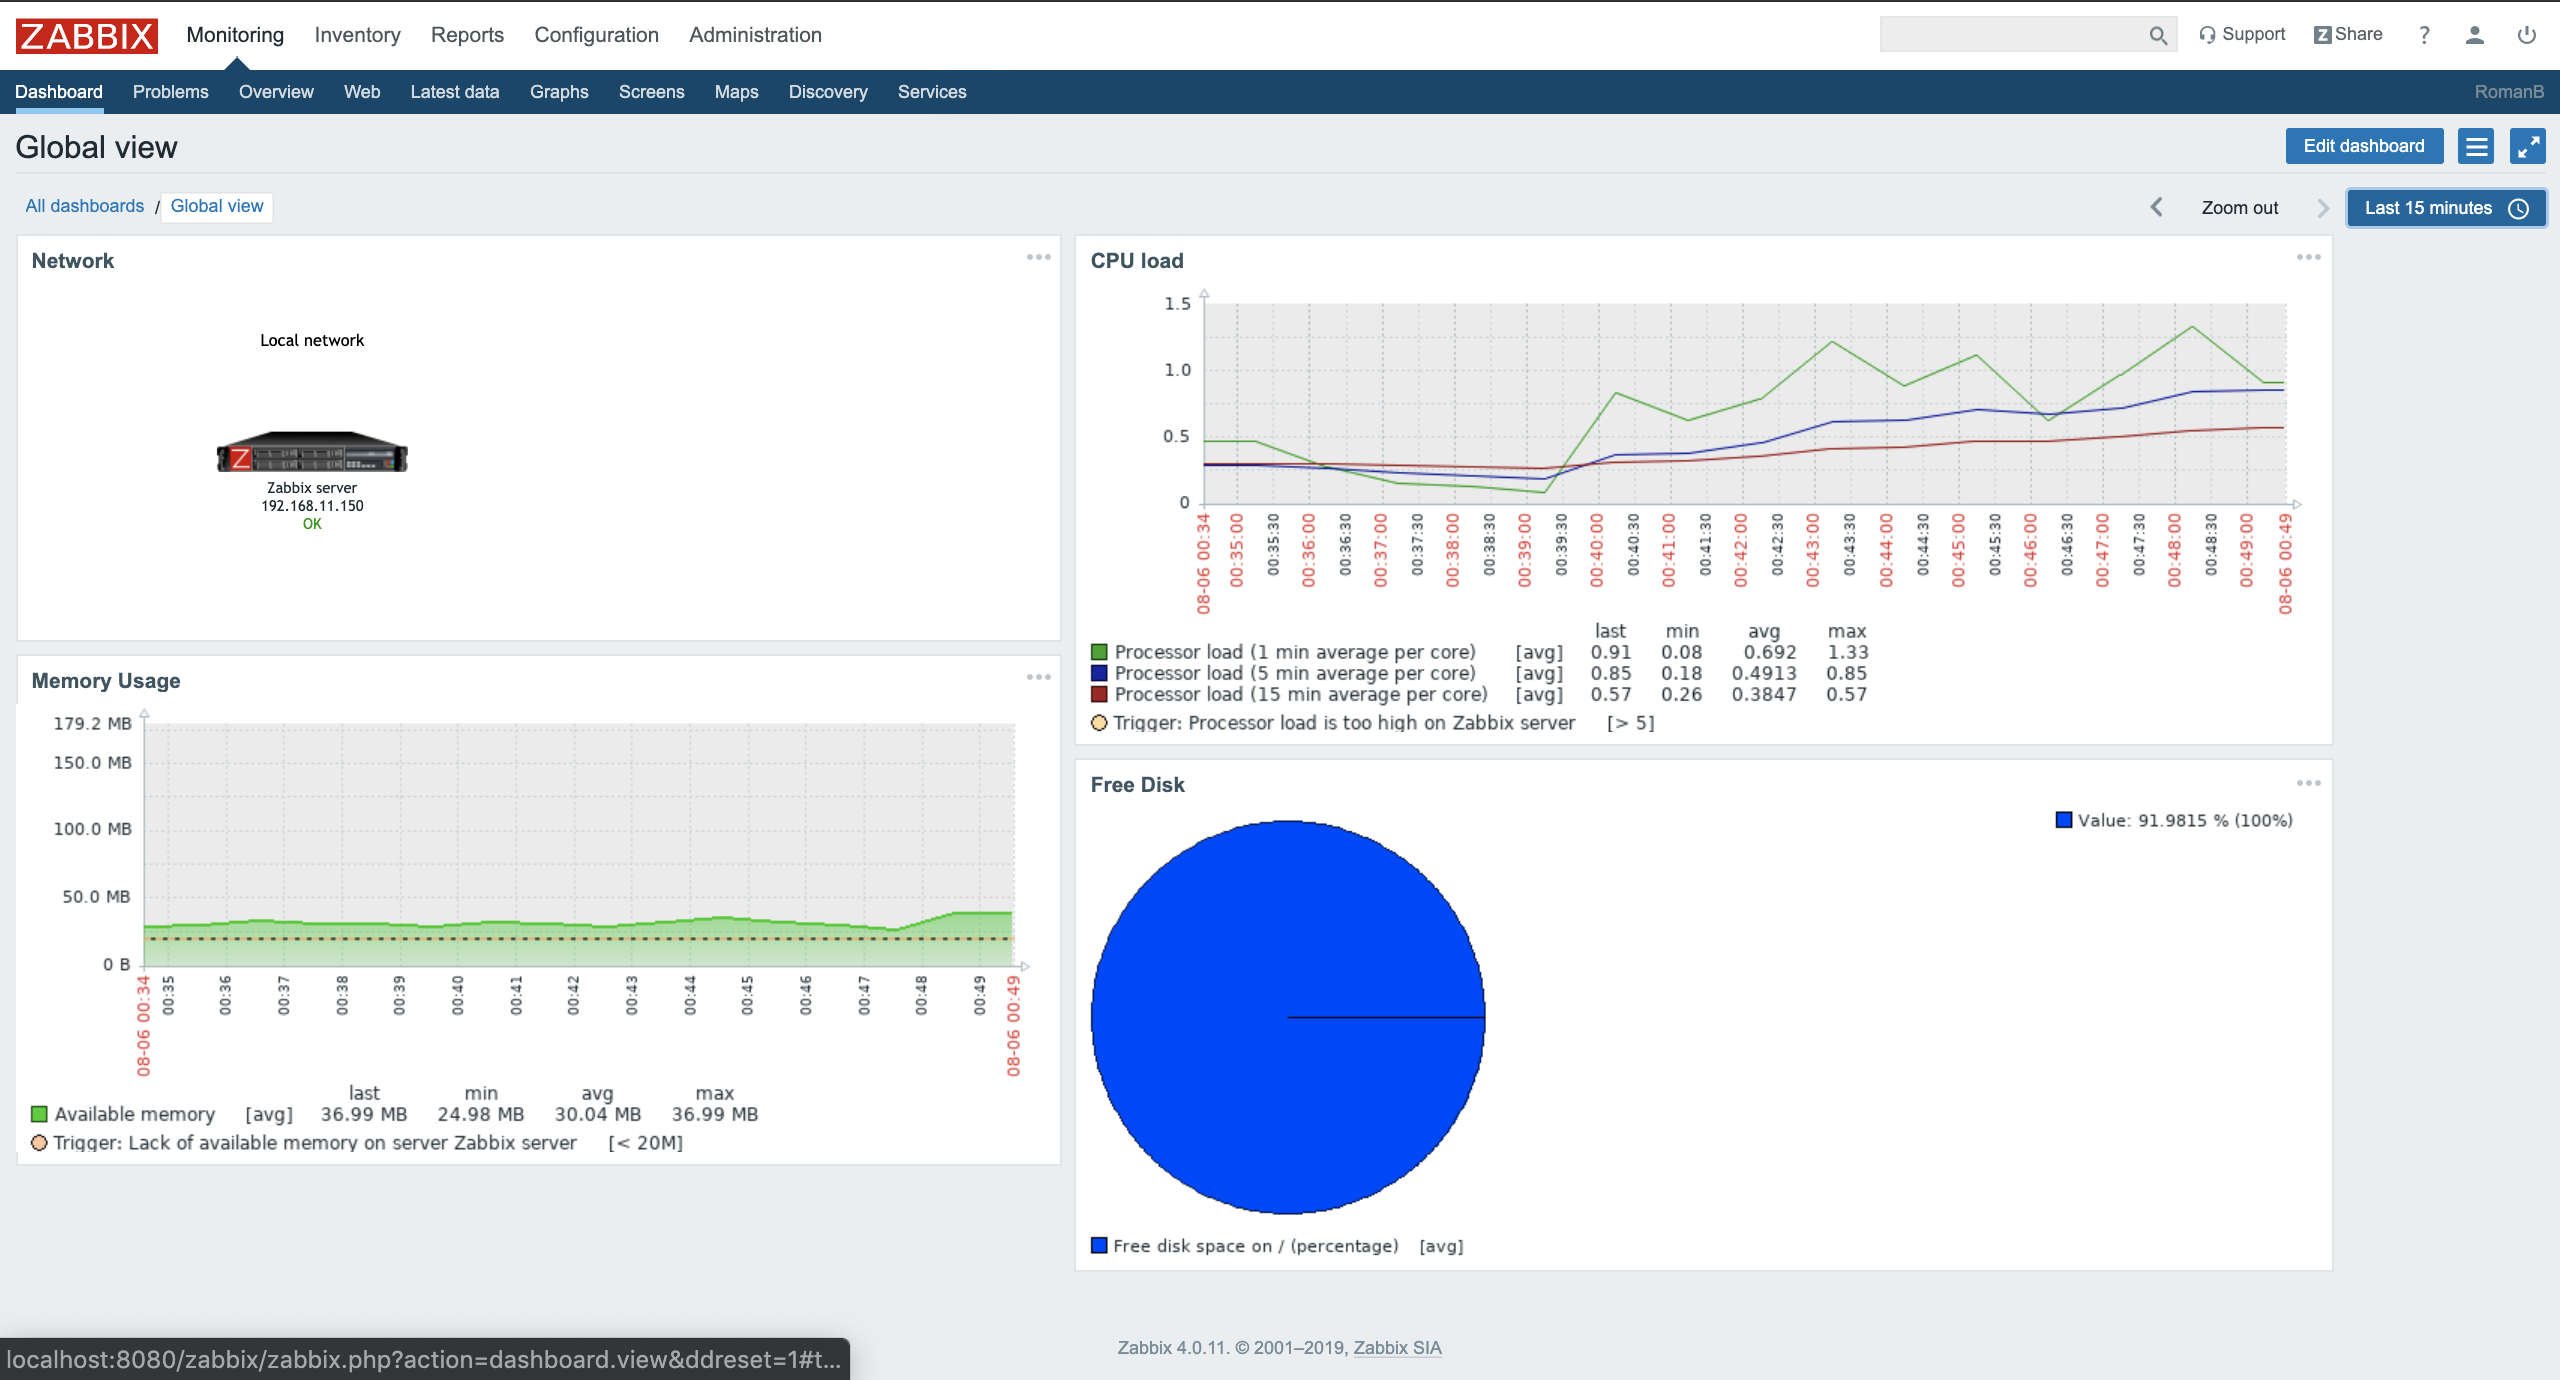 ZABBIX Monitoring Inventory Reports Configuration Administration Support Z Share ?
Dashboard Problems Overview Web Latest data Graphs Screens Maps Discovery Services RomanB
Global view Edit dashboard
All dashboards / Global view Zoom out Last 15 minutes
Network
Local network
Z
Zabbix server
192.168.11.150
OK
CPU load
1.5
1.0
0.5
0
08-06 00:34 00:35:00 00:35:30 00:36:00 00:36:30 00:37:00 00:37:30 00:38:00 00:38:30 00:39:00 00:39:30 00:40:00 00:40:30 00:41:00 00:41:30 00:42:00 00:42:30 00:43:00 00:43:30 00:44:00 00:44:30 00:45:00 00:45:30 00:46:00 00:46:30 00:47:00 00:47:30 00:48:00 00:48:30 00:49:00 08-06 00:49
last min avg max
Processor load (1 min average per core) [avg] 0.91 0.08 0.692 1.33
Processor load (5 min average per core) [avg] 0.85 0.18 0.4913 0.85
Processor load (15 min average per core) [avg] 0.57 0.26 0.3847 0.57
Trigger: Processor load is too high on Zabbix server [> 5]
Memory Usage
179.2 MB
150.0 MB
100.0 MB
50.0 MB
0 B
08-06 00:34 00:35 00:36 00:37 00:38 00:39 00:40 00:41 00:42 00:43 00:44 00:45 00:46 00:47 00:48 00:49 08-06 00:49
last min avg max
Available memory [avg] 36.99 MB 24.98 MB 30.04 MB 36.99 MB
Trigger: Lack of available memory on server Zabbix server [< 20M]
Free Disk
Value: 91.9815 % (100%)
Free disk space on / (percentage) [avg]
Zabbix 4.0.11. © 2001–2019, Zabbix SIA
localhost:8080/zabbix/zabbix.php?action=dashboard.view&ddreset=1#t...